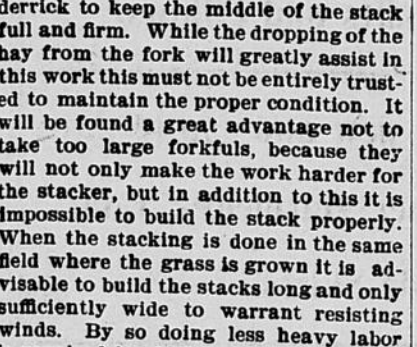 derrick to keep the middle of the stack
full and firm. While the dropping of the
hay from the fork will greatly assist in
this work this must not be entirely trust-
ed to maintain the proper condition. It
will be found a great advantage not to
take too large forkfuls, because they
will not only make the work harder for
the stacker, but in addition to this it is
impossible to build the stack properly.
When the stacking is done in the same
field where the grass is grown it is ad-
visable to build the stacks long and only
sufficiently wide to warrant resisting
winds. By so doing less heavy labor